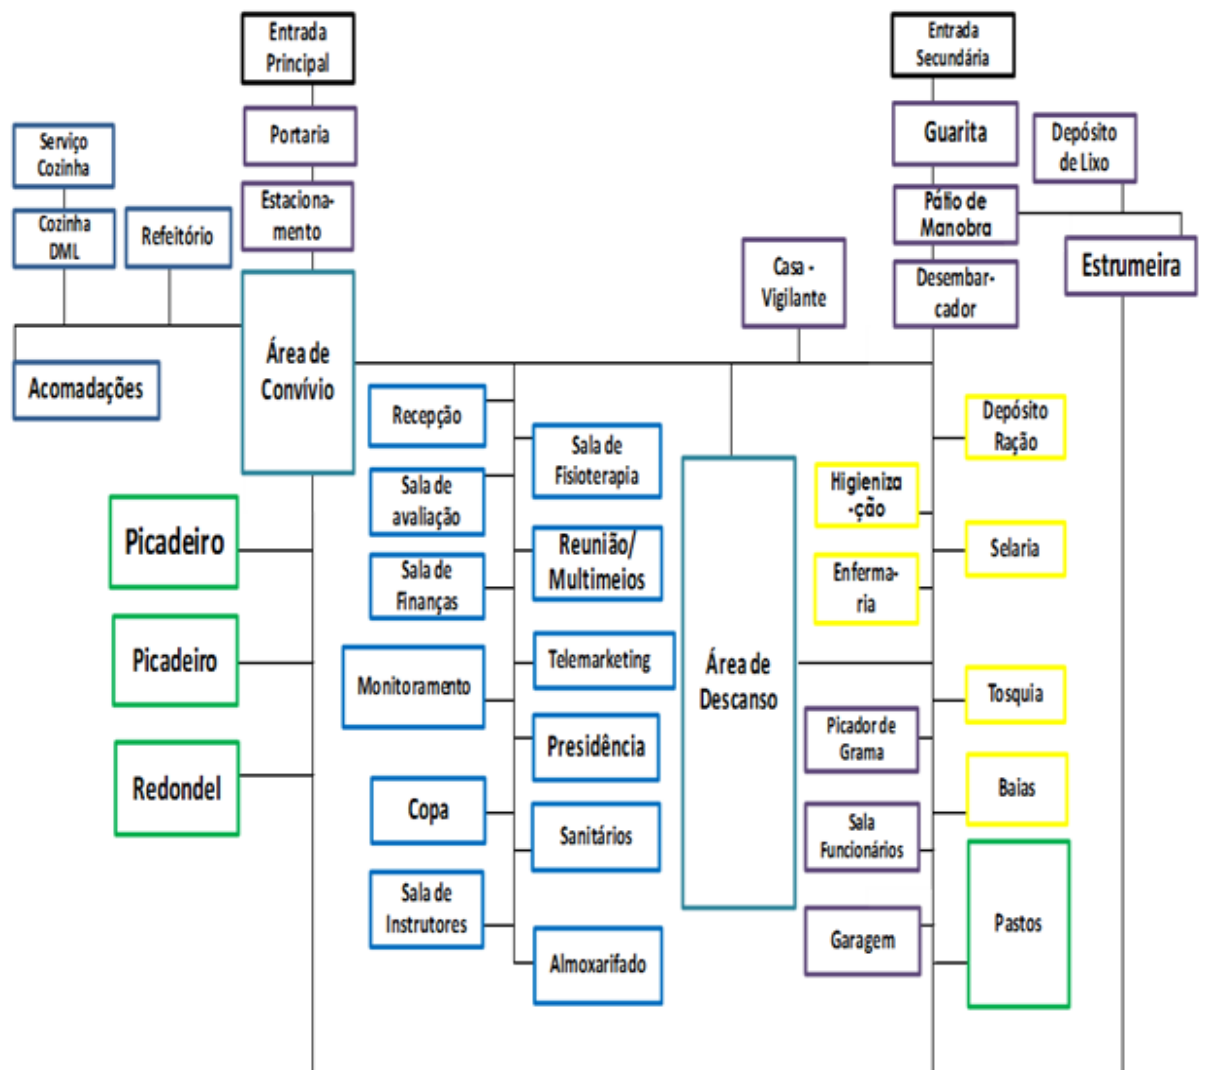 Entrada
Principal
Entrada
Secundária
Portaria
Guarita
Depósito
de Lixo
Serviço
Cozinha
Estaciona-
mento
Pátio de
Manobra
Cozinha
DML
Refeitório
Casa -
Vigilante
Desembar-
cador
Estrumeira
Área de
Convívio
Acomadações
Recepção
Sala de
Fisioterapia
Depósito
Ração
Sala de
avaliação
Higieniza
-ção
Picadeiro
Reunião/
Multimeios
Selaria
Sala de
Finanças
Enferma-
ria
Picadeiro
Telemarketing
Monitoramento
Área de
Descanso
Tosquia
Picador de
Grama
Presidência
Redondel
Baias
Copa
Sanitários
Sala
Funcionários
Sala de
Instrutores
Garagem
Pastos
Almoxarifado